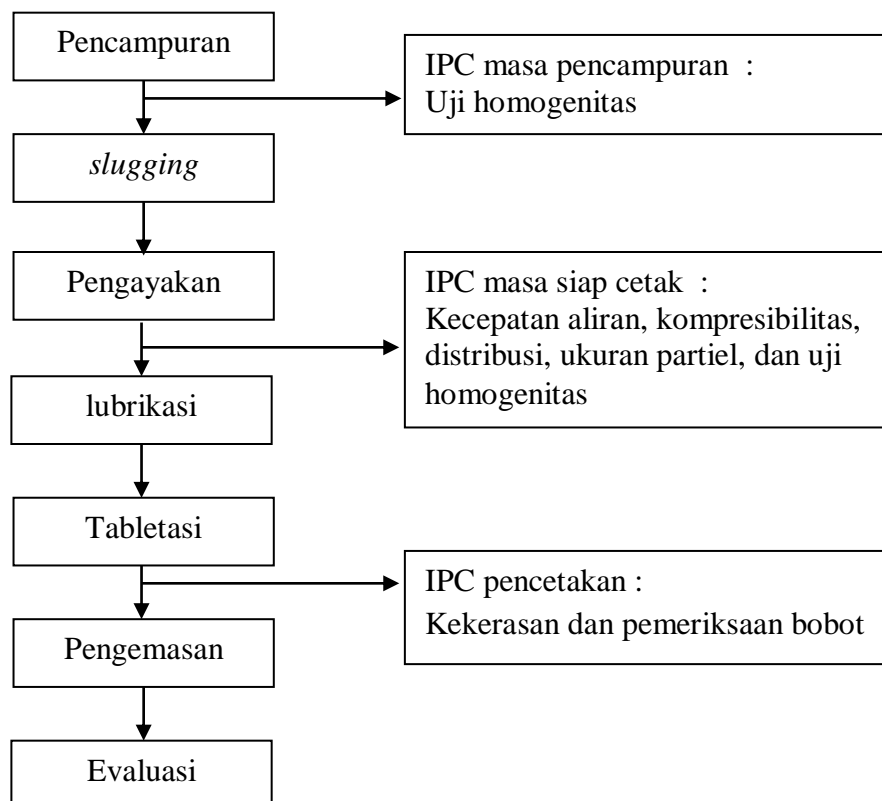 Pencampuran
IPC masa pencampuran :
Uji homogenitas
slugging
Pengayakan
IPC masa siap cetak :
Kecepatan aliran, kompresibilitas,
distribusi, ukuran partiel, dan uji
homogenitas
lubrikasi
Tabletasi
IPC pencetakan :
Kekerasan dan pemeriksaan bobot
Pengemasan
Evaluasi